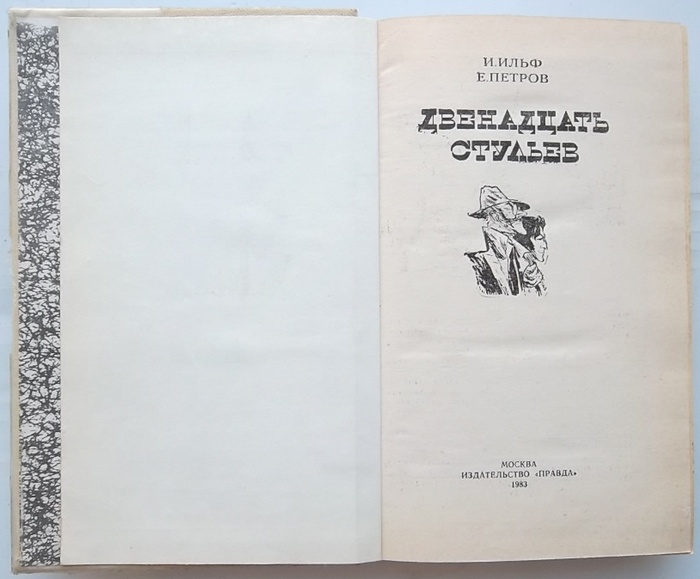 И. ИЛЬФ
Е. ПЕТРОВ
ДВЕНАДЦАТЬ
СТУЛЬЕВ
МОСКВА
ИЗДАТЕЛЬСТВО «ПРАВДА»
1983